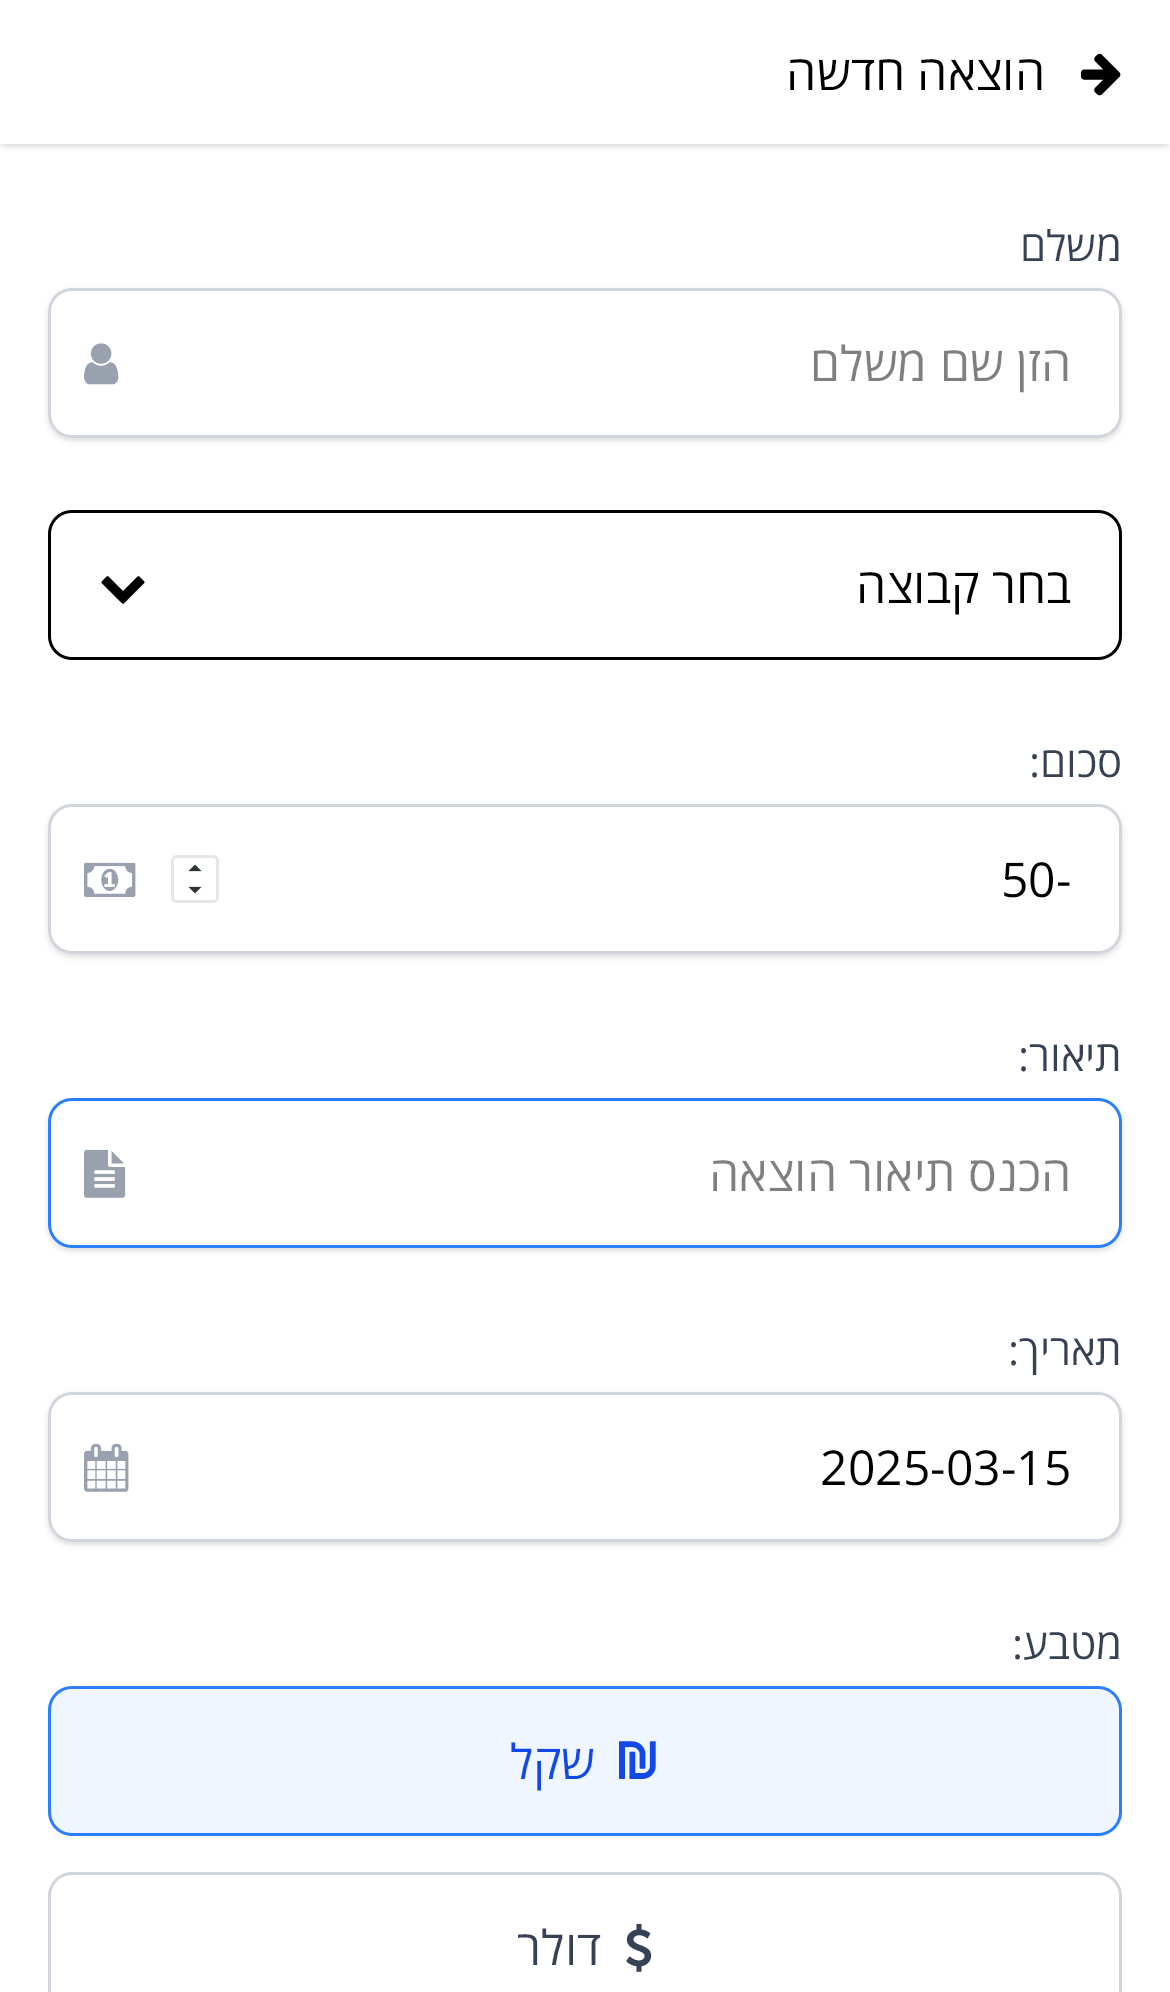 הוצאה חדשה
משלם
הזן שם משלם
בחר קבוצה
סכום:
50-
תיאור:
הכנס תיאור הוצאה
תאריך:
2025-03-15
מטבע:
₪ שקל
$ דולר